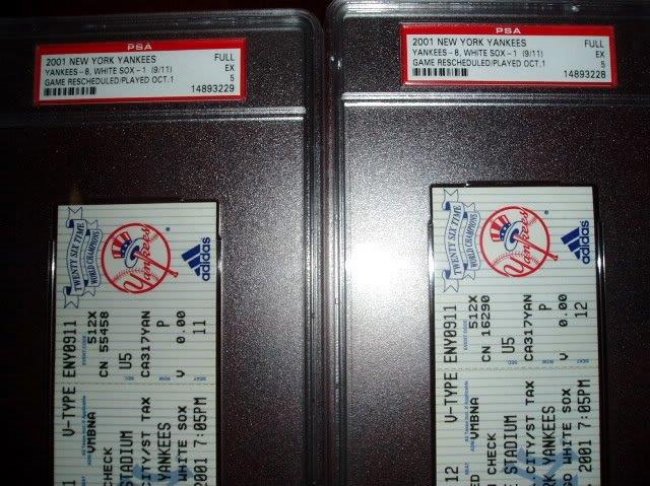 PSA
2001 NEW YORK YANKEES FULL
YANKEES - 8, WHITE SOX - 1 (9/11) EX
GAME RESCHEDULED/PLAYED OCT.1 5
14893229
TWENTY SIX TIME
WORLD CHAMPIONS
Yankees
adidas
U-TYPE ENY0911
VMBNA 512X
CHECK CN 55458
STADIUM U5
CITY/ST TAX CA317YAN
YANKEES P
WHITE SOX V 0.00
2001 7:05PM 11
PSA
2001 NEW YORK YANKEES FULL
YANKEES - 8, WHITE SOX - 1 (9/11) EX
GAME RESCHEDULED/PLAYED OCT.1 5
14893228
TWENTY SIX TIME
WORLD CHAMPIONS
Yankees
adidas
12 U-TYPE ENY0911
VMBNA 512X
CHECK CN 16290
STADIUM U5
CITY/ST TAX CA317YAN
YANKEES P
WHITE SOX V 0.00
2001 7:05PM 12